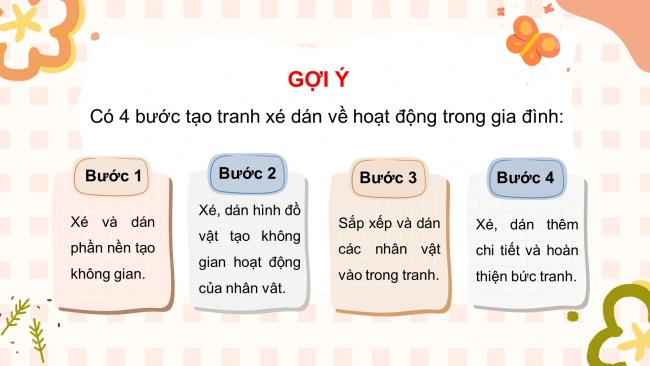 GỢI Ý
Có 4 bước tạo tranh xé dán về hoạt động trong gia đình:
Bước 1
Xé và dán
phần nền tạo
không gian.
Bước 2
Xé, dán hình đồ
vật tạo không
gian hoạt động
của nhân vât.
Bước 3
Sắp xếp và dán
các nhân vật
vào trong tranh.
Bước 4
Xé, dán thêm
chi tiết và hoàn
thiện bức tranh.